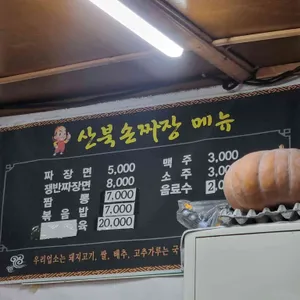 산북손짜장 메뉴
짜장면 5,000 맥주 3,000
쟁반짜장면 8,000 소주 3,000
짬뽕 7,000 음료수
볶음밥 7,000
육 20,000
우리업소는 돼지고기, 쌀, 배추, 고추가루는 국